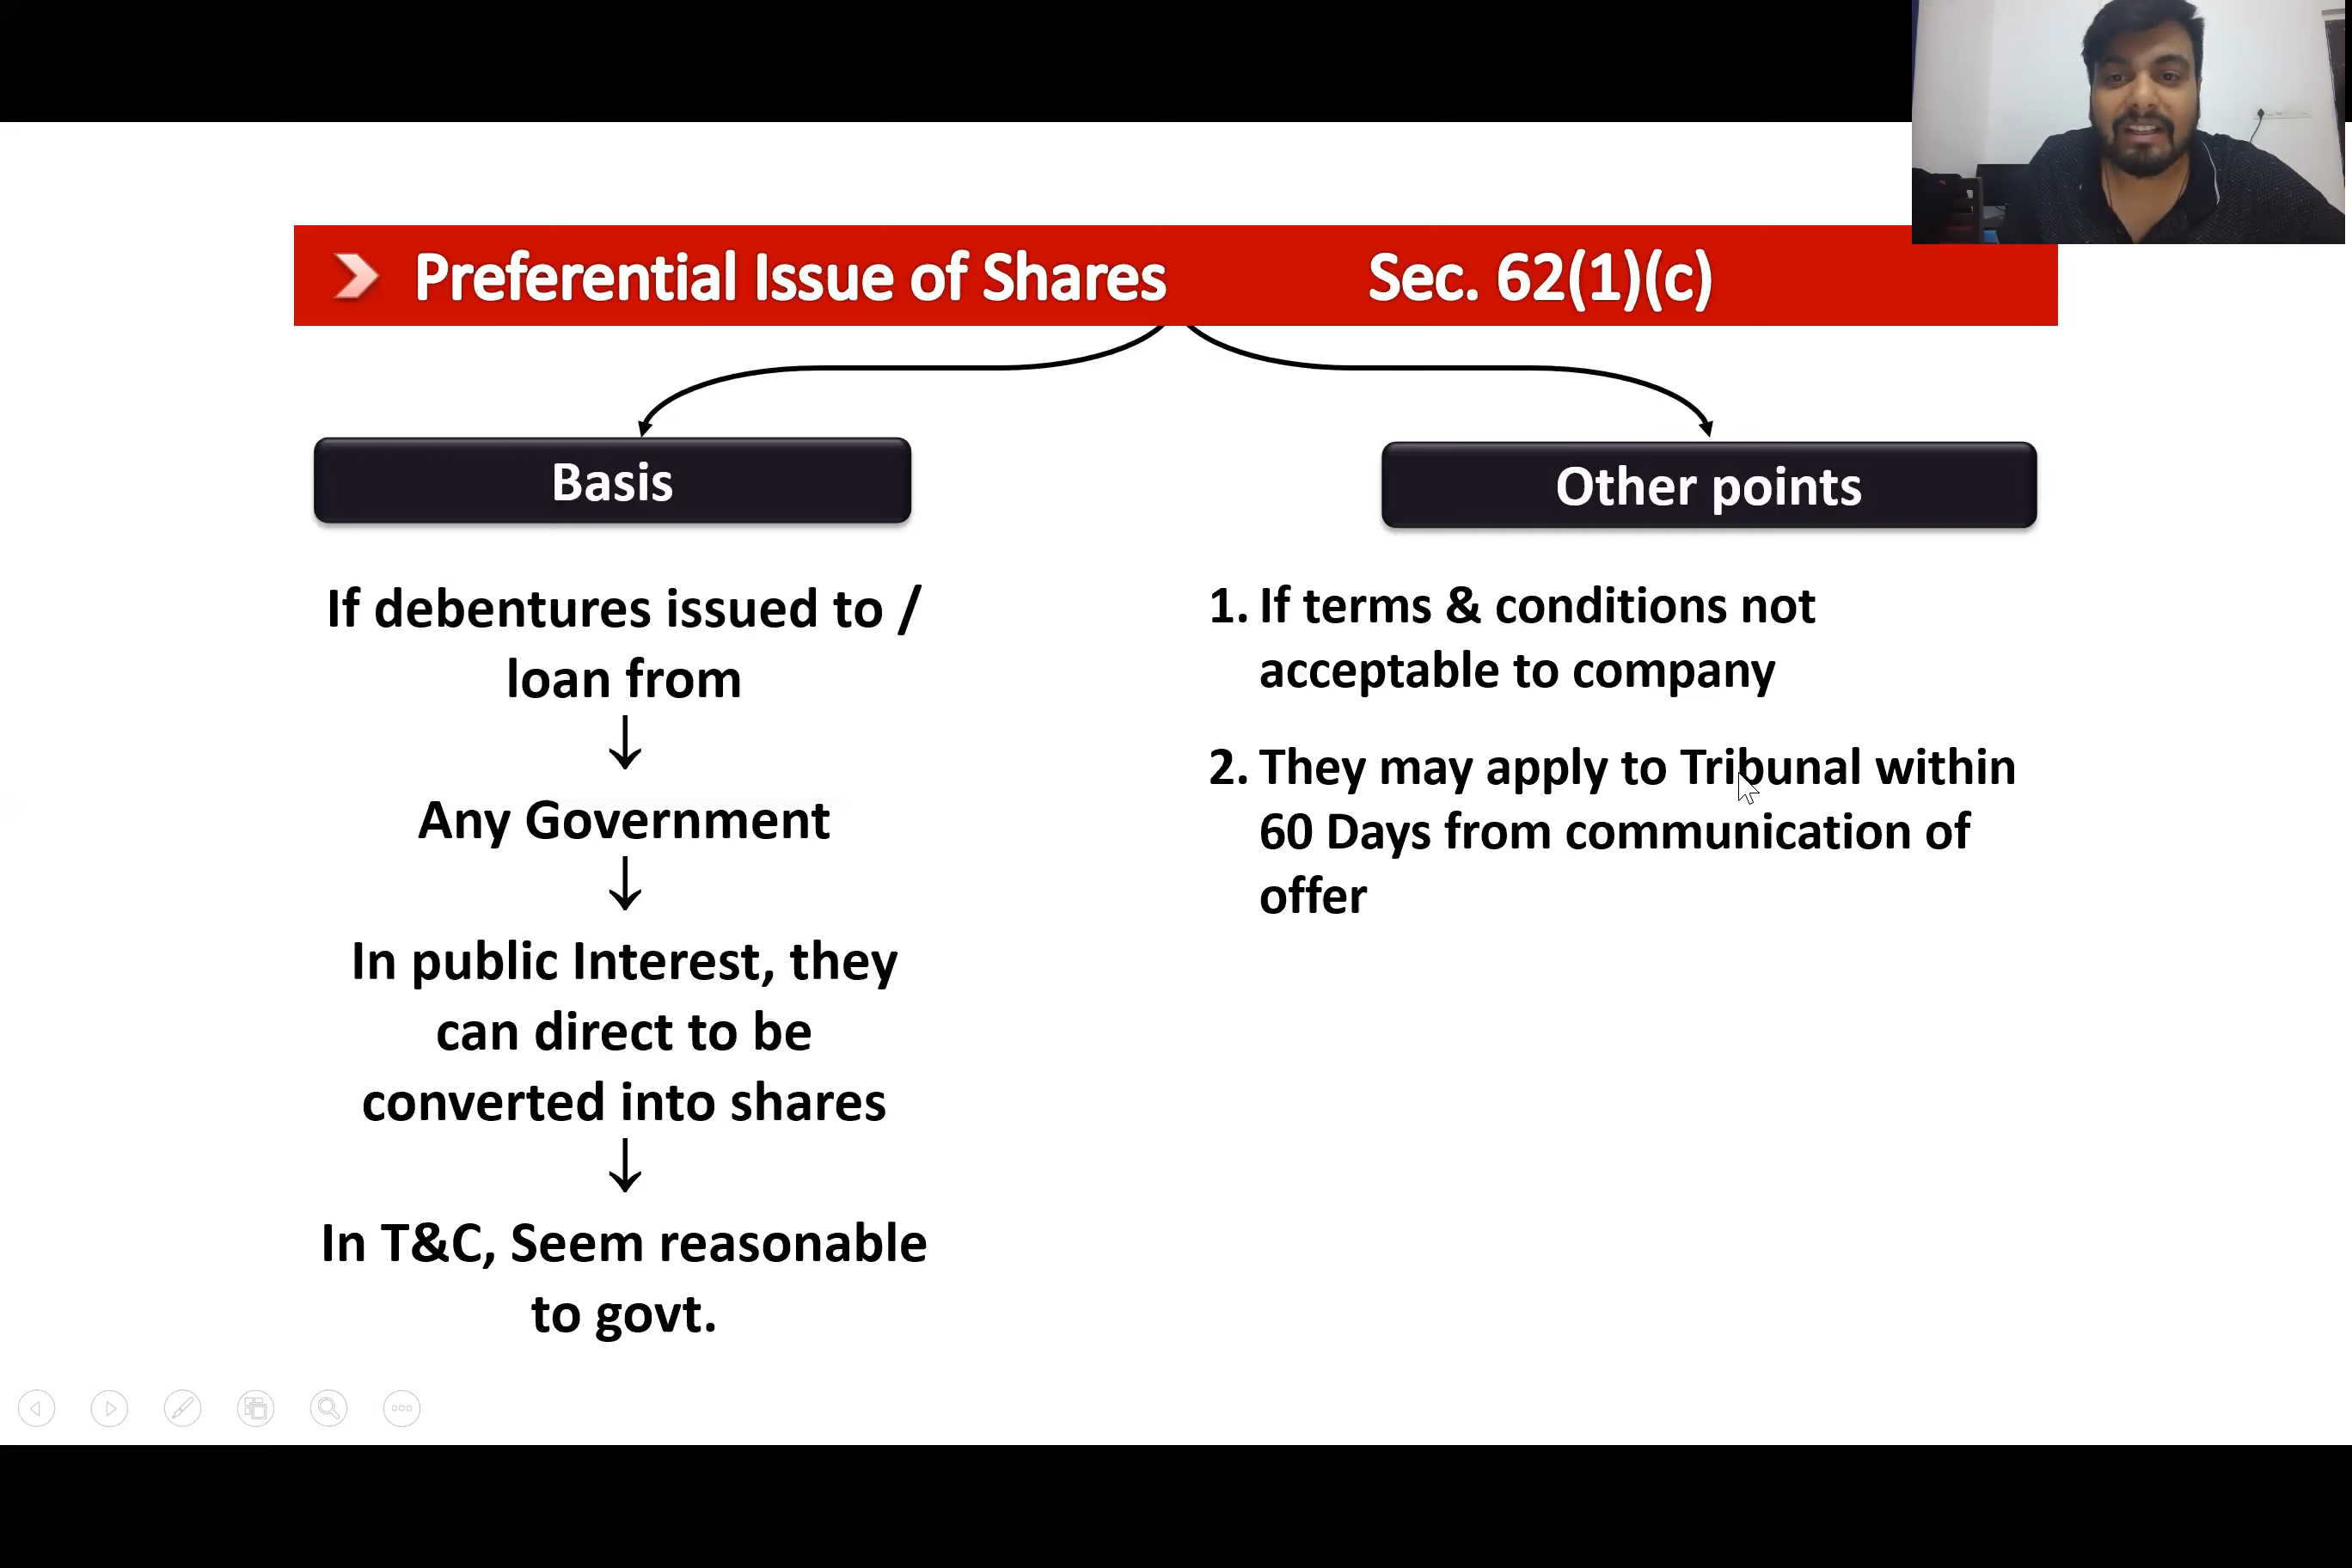 Preferential Issue of Shares Sec. 62(1)(c)
Basis
If debentures issued to /
loan from
↓
Any Government
↓
In public Interest, they
can direct to be
converted into shares
↓
In T&C, Seem reasonable
to govt.
Other points
1. If terms & conditions not
acceptable to company
2. They may apply to Tribunal within
60 Days from communication of
offer